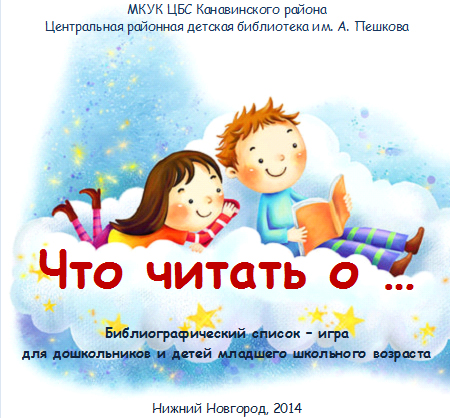 МКУК ЦБС Канавинского района
Центральная районная детская библиотека им. А. Пешкова
Что читать о ...
Библиографический список – игра
для дошкольников и детей младшего школьного возраста
Нижний Новгород, 2014